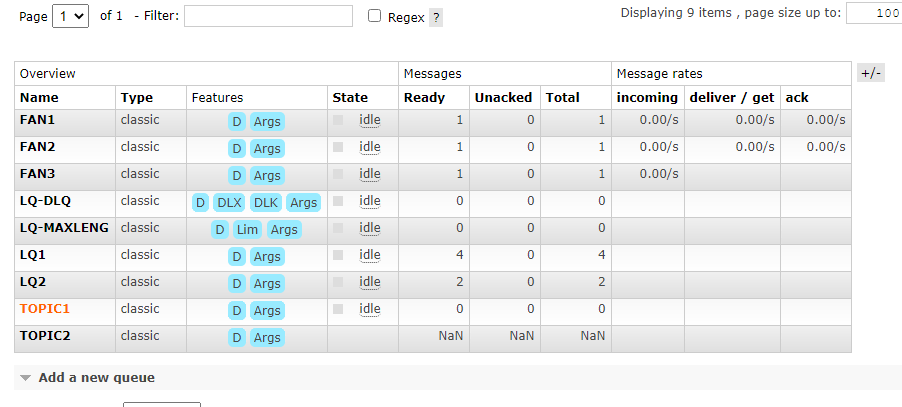 Page 1 of 1 - Filter: Regex ? Displaying 9 items , page size up to: 100
Overview Messages Message rates +/-
Name Type Features State Ready Unacked Total incoming deliver / get ack
FAN1 classic D Args idle 1 0 1 0.00/s 0.00/s 0.00/s
FAN2 classic D Args idle 1 0 1 0.00/s 0.00/s 0.00/s
FAN3 classic D Args idle 1 0 1 0.00/s
LQ-DLQ classic D DLX DLK Args idle 0 0 0
LQ-MAXLENG classic D Lim Args idle 0 0 0
LQ1 classic D Args idle 4 0 4
LQ2 classic D Args idle 2 0 2
TOPIC1 classic D Args idle 0 0 0
TOPIC2 classic D Args NaN NaN NaN
Add a new queue